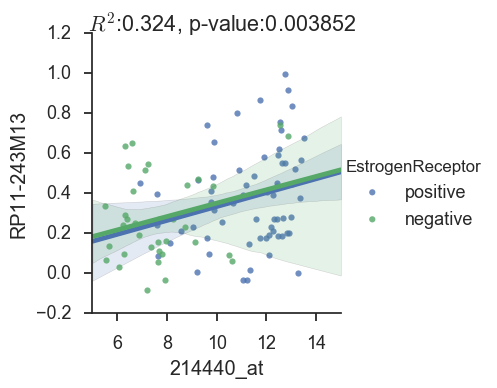 R²:0.324, p-value:0.003852
1.2
1.0
0.8
0.6
0.4
0.2
0.0
−0.2
RP11-243M13
6 8 10 12 14
214440_at
EstrogenReceptor
positive
negative